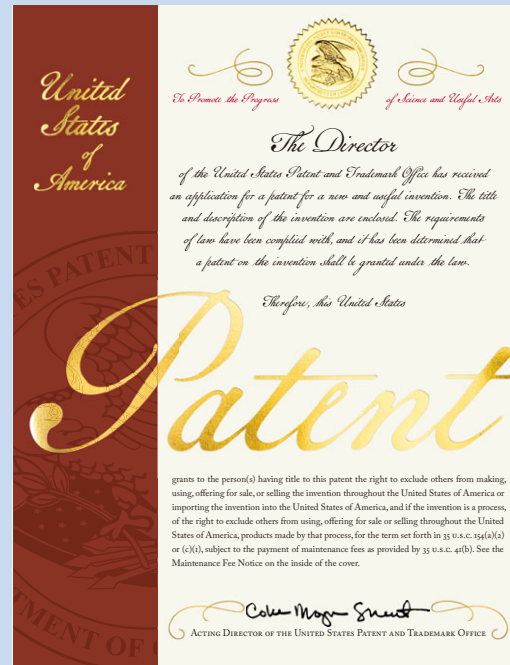 United
States
of
America
To Promote the Progress
of Science and Useful Arts
The Director
of the United States Patent and Trademark Office has received
an application for a patent for a new and useful invention. The title
and description of the invention are enclosed. The requirements
of law have been complied with, and it has been determined that
a patent on the invention shall be granted under the law.
Therefore, this United States
Patent
grants to the person(s) having title to this patent the right to exclude others from making,
using, offering for sale, or selling the invention throughout the United States of America or
importing the invention into the United States of America, and if the invention is a process,
of the right to exclude others from using, offering for sale or selling throughout the United
States of America, products made by that process, for the term set forth in 35 U.S.C. 154(a)(2)
or (c)(1), subject to the payment of maintenance fees as provided by 35 U.S.C. 41(b). See the
Maintenance Fee Notice on the inside of the cover.
ACTING DIRECTOR OF THE UNITED STATES PATENT AND TRADEMARK OFFICE
ES PATENT
TMENT OF